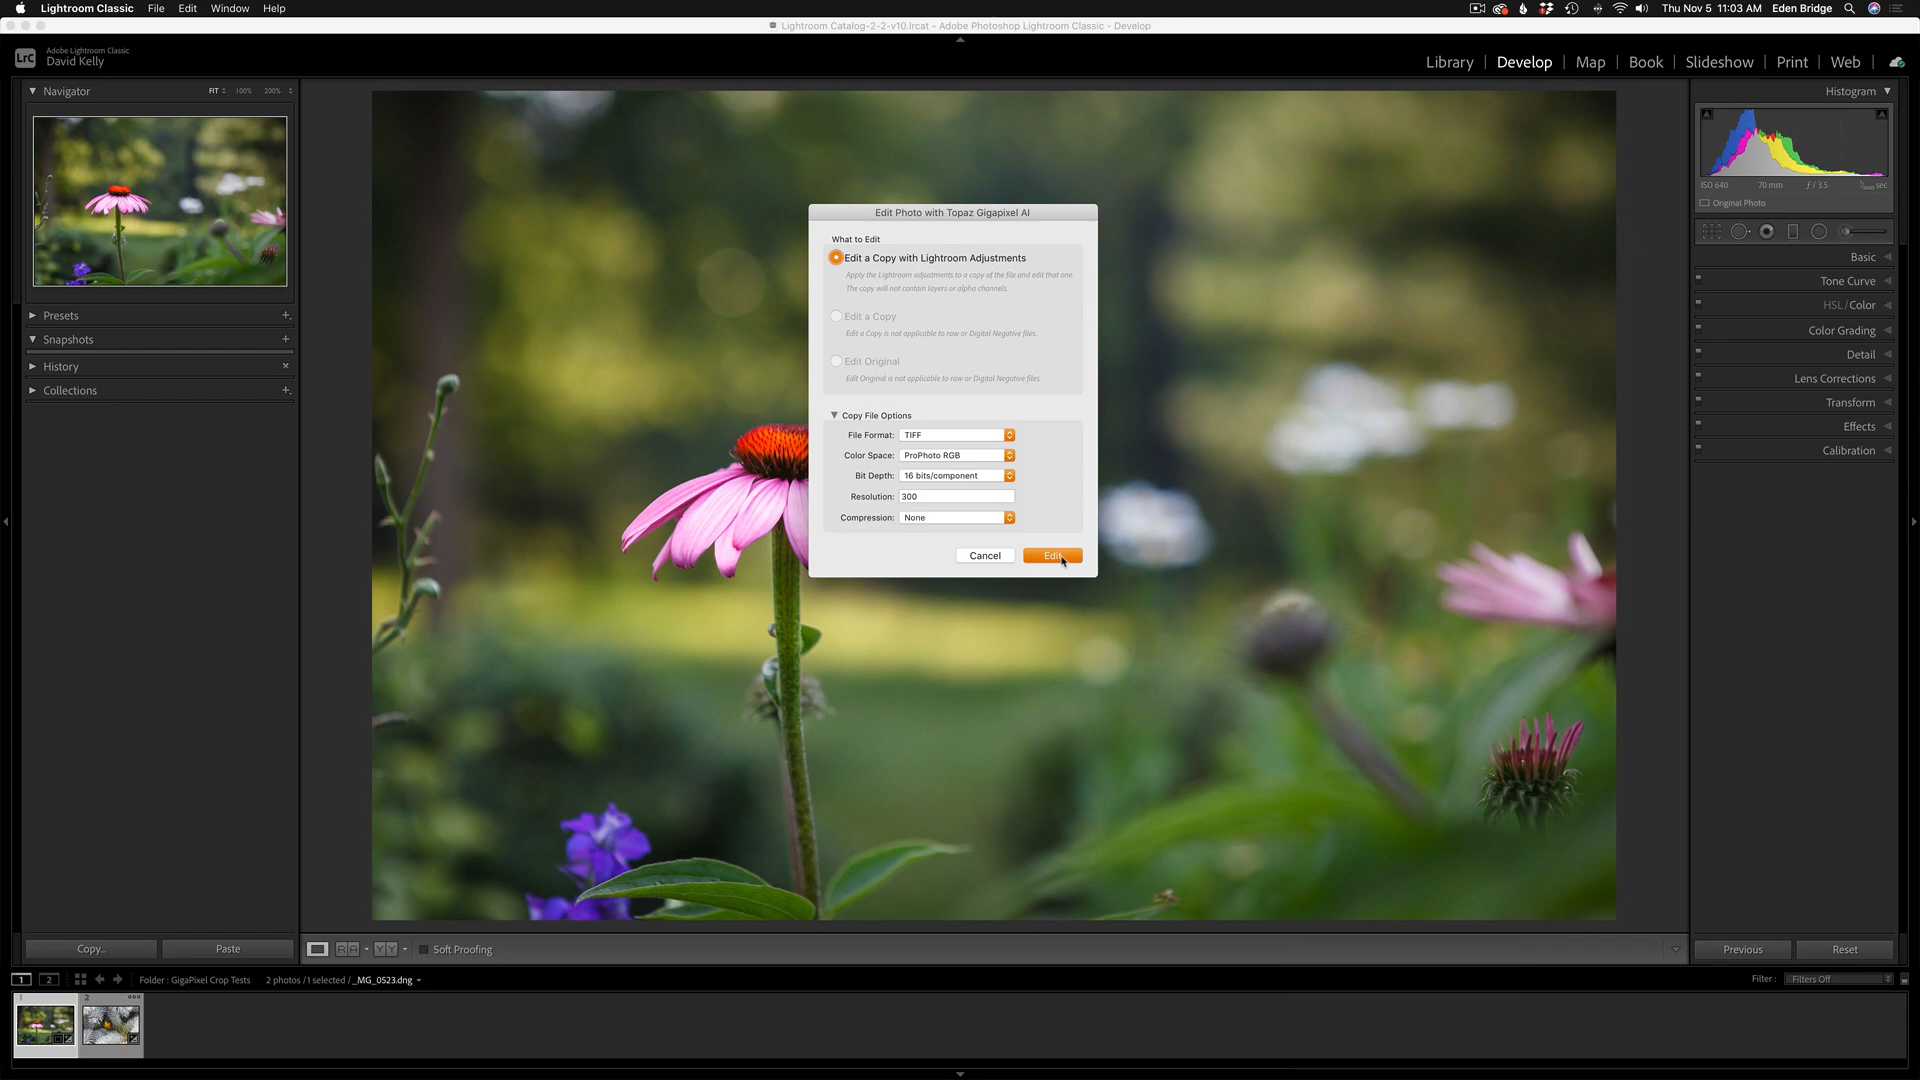 Lightroom Classic File Edit Window Help
Thu Nov 5 11:03 AM Eden Bridge
Lightroom Catalog-2-2-v10.lrcat - Adobe Photoshop Lightroom Classic - Develop
LrC
Adobe Lightroom Classic
David Kelly
Library | Develop | Map | Book | Slideshow | Print | Web
Navigator FIT 100% 200%
Presets
Snapshots
History
Collections
Edit Photo with Topaz Gigapixel AI
What to Edit
Edit a Copy with Lightroom Adjustments
Apply the Lightroom adjustments to a copy of the file and edit that one.
The copy will not contain layers or alpha channels.
Edit a Copy
Edit a Copy is not applicable to raw or Digital Negative files.
Edit Original
Edit Original is not applicable to raw or Digital Negative files.
Copy File Options
File Format: TIFF
Color Space: ProPhoto RGB
Bit Depth: 16 bits/component
Resolution: 300
Compression: None
Cancel Edit
Histogram
ISO 640 70 mm ƒ / 3.5
Original Photo
Basic
Tone Curve
HSL / Color
Color Grading
Detail
Lens Corrections
Transform
Effects
Calibration
Copy... Paste
R A Y Y Soft Proofing
Previous Reset
1 2 Folder : GigaPixel Crop Tests 2 photos / 1 selected / _MG_0523.dng
Filter : Filters Off
1 2